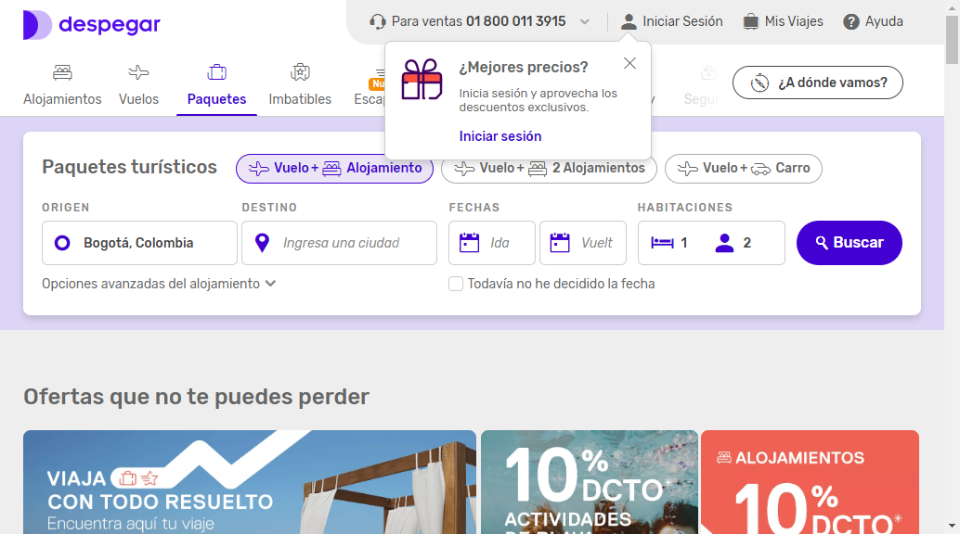 despegar
Para ventas 01 800 011 3915
Iniciar Sesión
Mis Viajes
Ayuda
Alojamientos
Vuelos
Paquetes
Imbatibles
¿Mejores precios?
Inicia sesión y aprovecha los
descuentos exclusivos.
Iniciar sesión
¿A dónde vamos?
Paquetes turísticos
Vuelo + Alojamiento
Vuelo + 2 Alojamientos
Vuelo + Carro
ORIGEN
DESTINO
FECHAS
HABITACIONES
Bogotá, Colombia
Ingresa una ciudad
Ida
Vuelt
1
2
Buscar
Opciones avanzadas del alojamiento
Todavía no he decidido la fecha
Ofertas que no te puedes perder
VIAJA
CON TODO RESUELTO
Encuentra aquí tu viaje
10% DCTO*
ACTIVIDADES
DE PLAYA
ALOJAMIENTOS
10% DCTO*